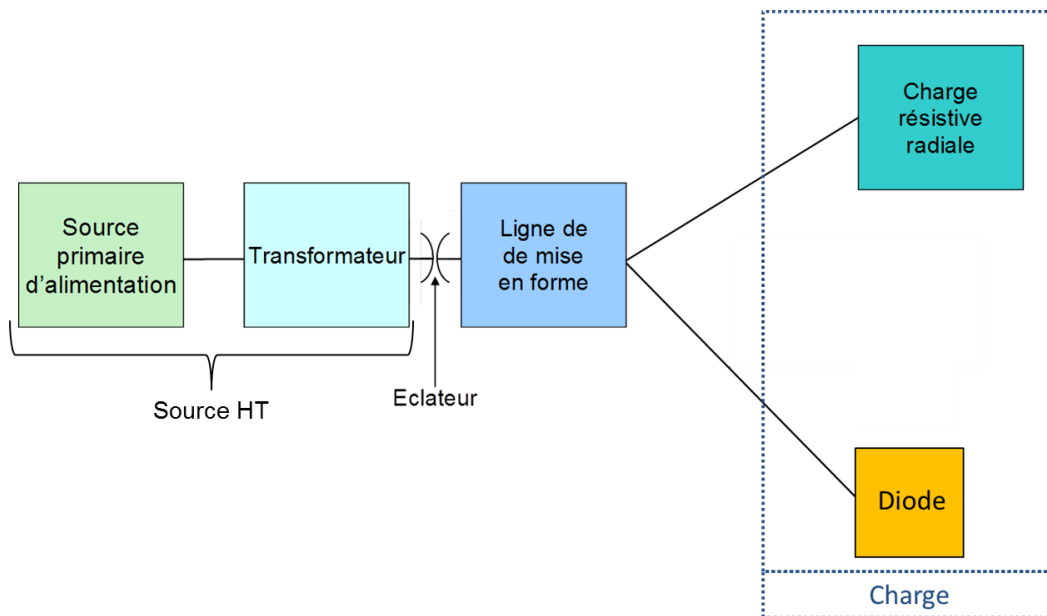 Source
primaire
d'alimentation
Transformateur
Ligne de
de mise
en forme
Charge
résistive
radiale
Source HT
Eclateur
Diode
Charge